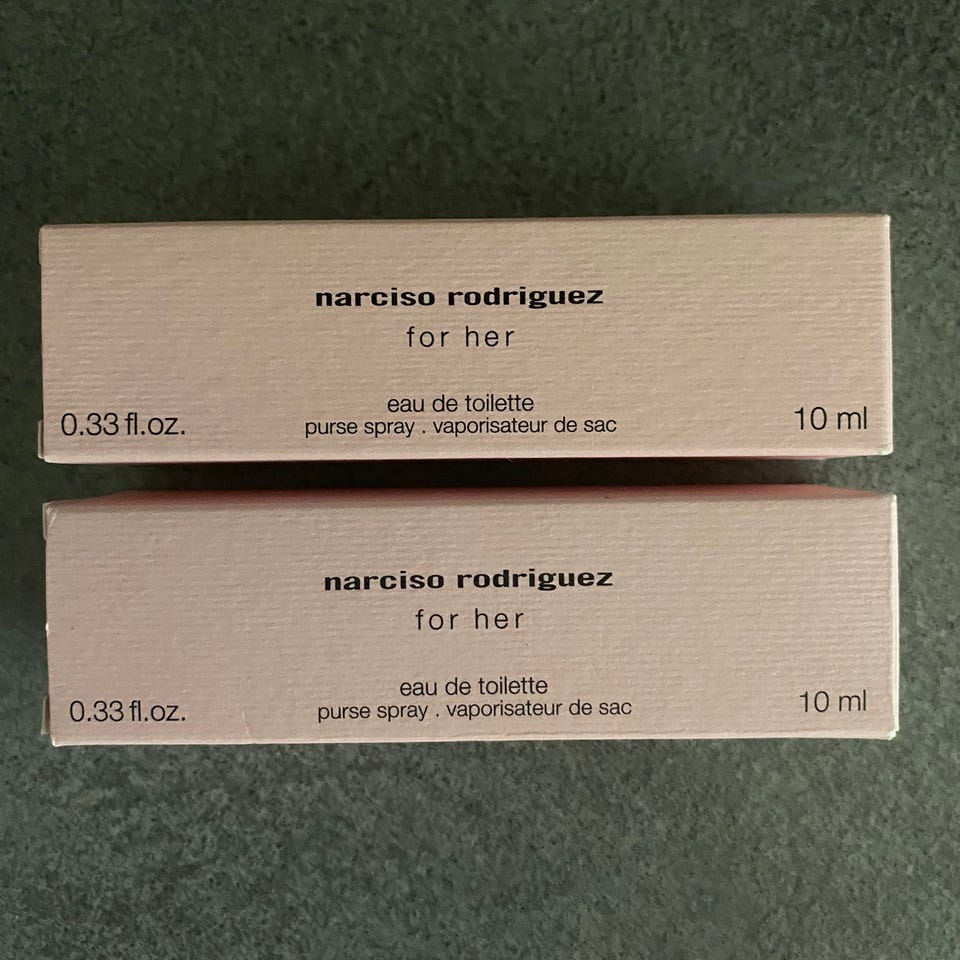 narciso rodriguez
for her
eau de toilette
purse spray . vaporisateur de sac
0.33 fl.oz.
10 ml
narciso rodriguez
for her
eau de toilette
purse spray . vaporisateur de sac
0.33 fl.oz.
10 ml